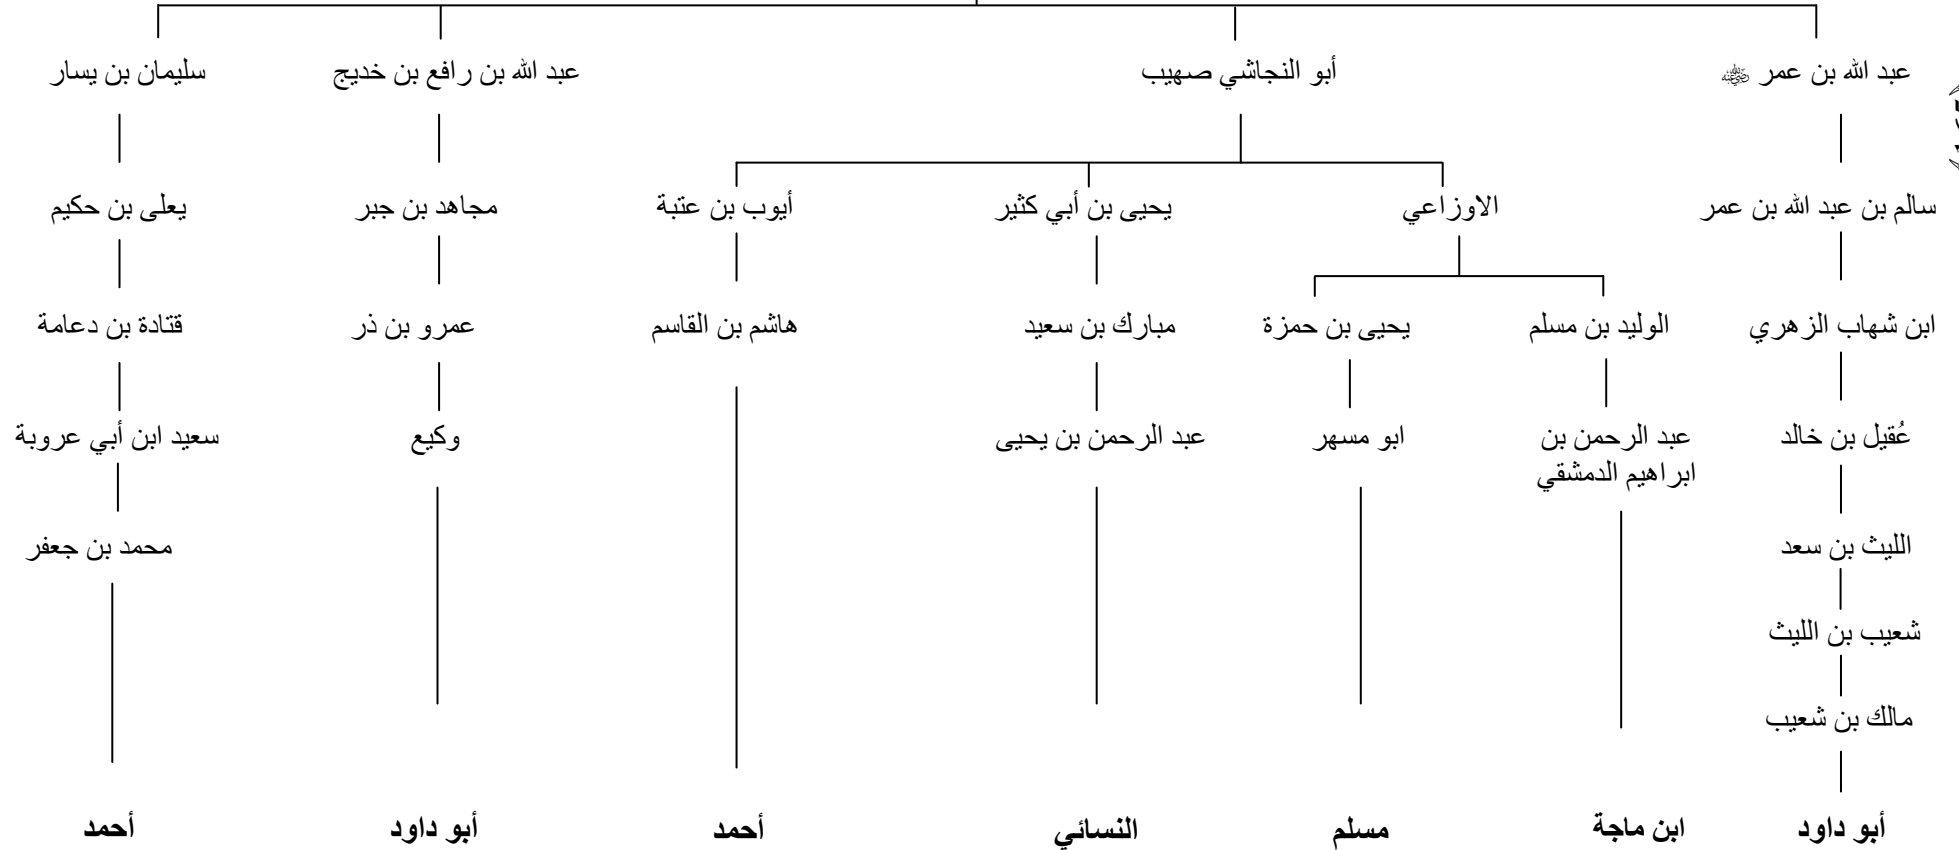 عبد الله بن عمر رضي الله عنه
أبو النجاشي صهيب
عبد الله بن رافع بن خديج
سليمان بن يسار
سالم بن عبد الله بن عمر
الاوزاعي
يحيى بن أبي كثير
أيوب بن عتبة
مجاهد بن جبر
يعلى بن حكيم
ابن شهاب الزهري
الوليد بن مسلم
يحيى بن حمزة
مبارك بن سعيد
هاشم بن القاسم
عمرو بن ذر
قتادة بن دعامة
عُقيل بن خالد
عبد الرحمن بن
ابراهيم الدمشقي
ابو مسهر
عبد الرحمن بن يحيى
وكيع
سعيد ابن أبي عروبة
الليث بن سعد
محمد بن جعفر
شعيب بن الليث
مالك بن شعيب
أبو داود
ابن ماجة
مسلم
النسائي
أحمد
أبو داود
أحمد